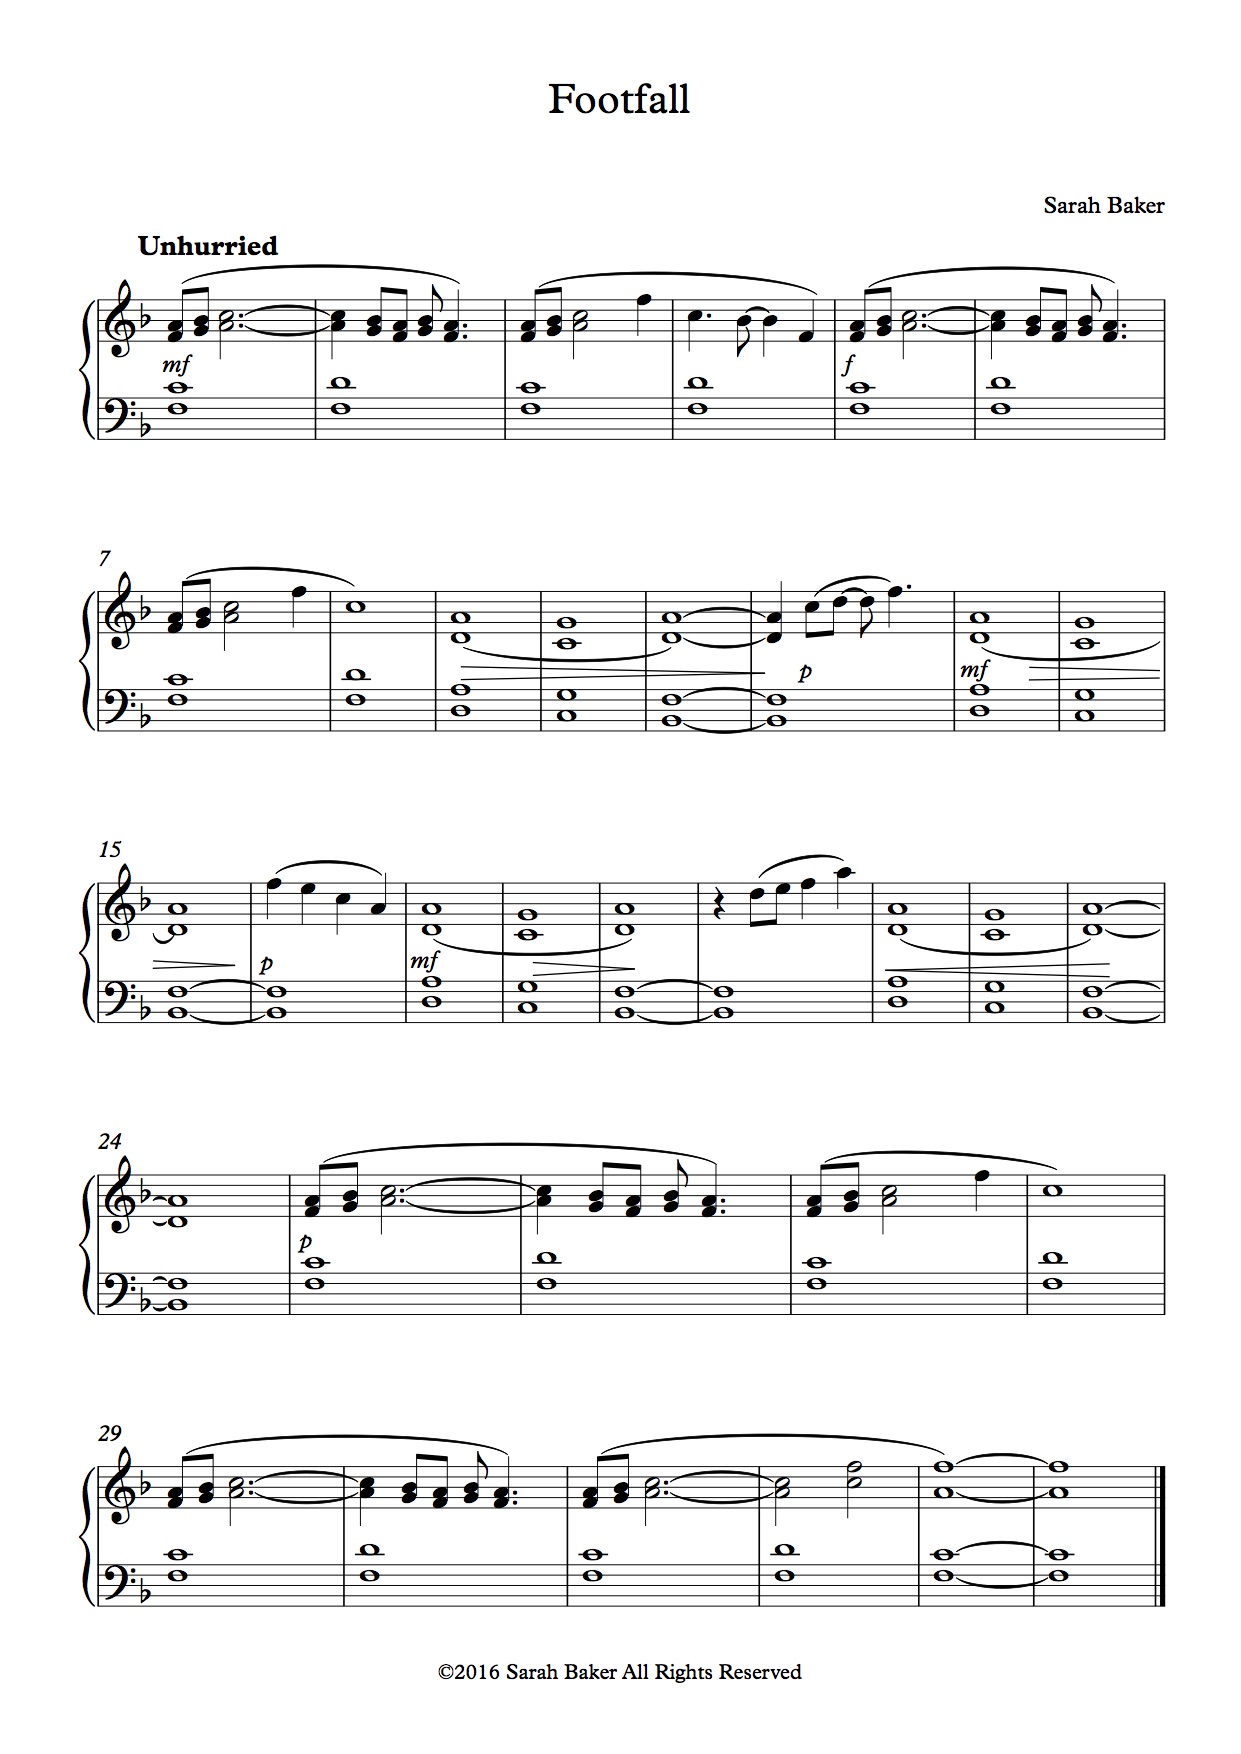 Footfall
Sarah Baker
Unhurried
mf
f
7
p
mf
15
p
mf
24
p
29
©2016 Sarah Baker All Rights Reserved